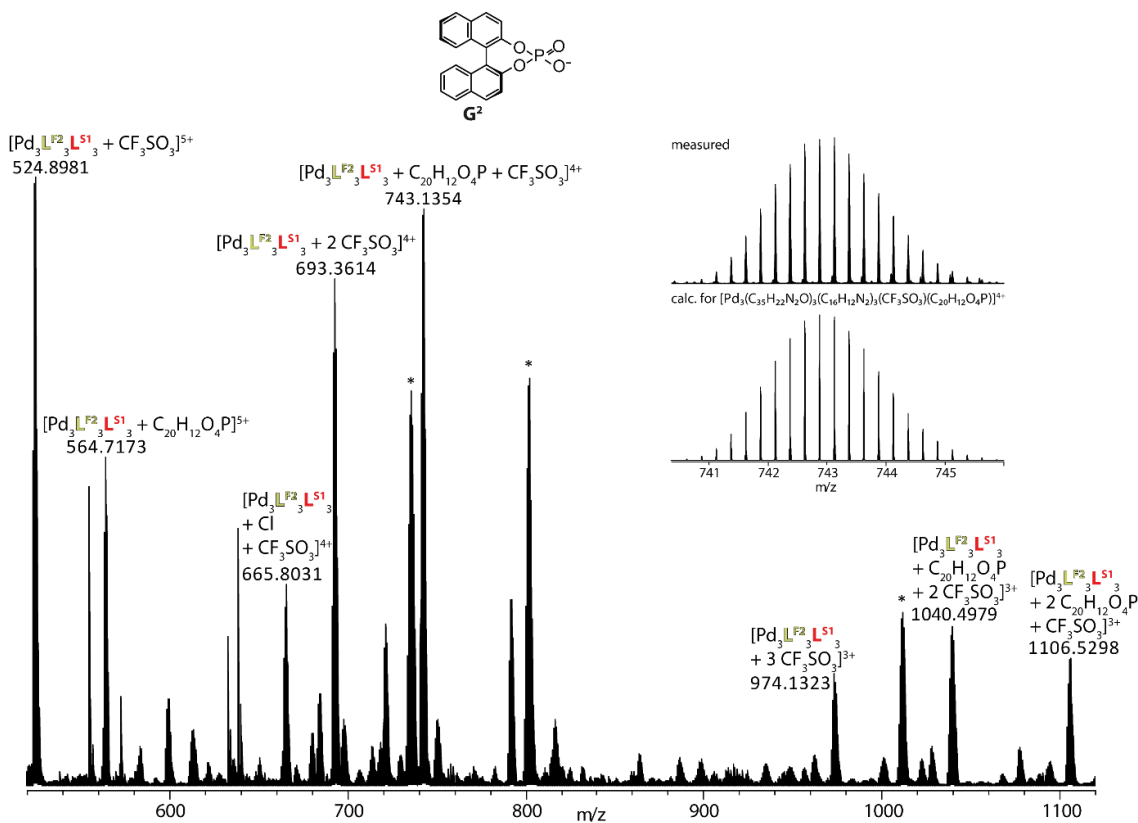 O
O
P
O
O⁻
G²
[Pd₃Lᶠ²₃Lˢ¹₃ + CF₃SO₃]⁵⁺
524.8981
[Pd₃Lᶠ²₃Lˢ¹₃ + C₂₀H₁₂O₄P + CF₃SO₃]⁴⁺
743.1354
[Pd₃Lᶠ²₃Lˢ¹₃ + 2 CF₃SO₃]⁴⁺
693.3614
*
*
[Pd₃Lᶠ²₃Lˢ¹₃ + C₂₀H₁₂O₄P]⁵⁺
564.7173
[Pd₃Lᶠ²₃Lˢ¹₃
+ Cl
+ CF₃SO₃]⁴⁺
665.8031
measured
calc. for [Pd₃(C₃₅H₂₂N₂O)₃(C₁₆H₁₂N₂)₃(CF₃SO₃)(C₂₀H₁₂O₄P)]⁴⁺
741 742 743 744 745
m/z
[Pd₃Lᶠ²₃Lˢ¹₃
+ 3 CF₃SO₃]³⁺
974.1323
*
[Pd₃Lᶠ²₃Lˢ¹₃
+ C₂₀H₁₂O₄P
+ 2 CF₃SO₃]³⁺
1040.4979
[Pd₃Lᶠ²₃Lˢ¹₃
+ 2 C₂₀H₁₂O₄P
+ CF₃SO₃]³⁺
1106.5298
600 700 800 900 1000 1100
m/z